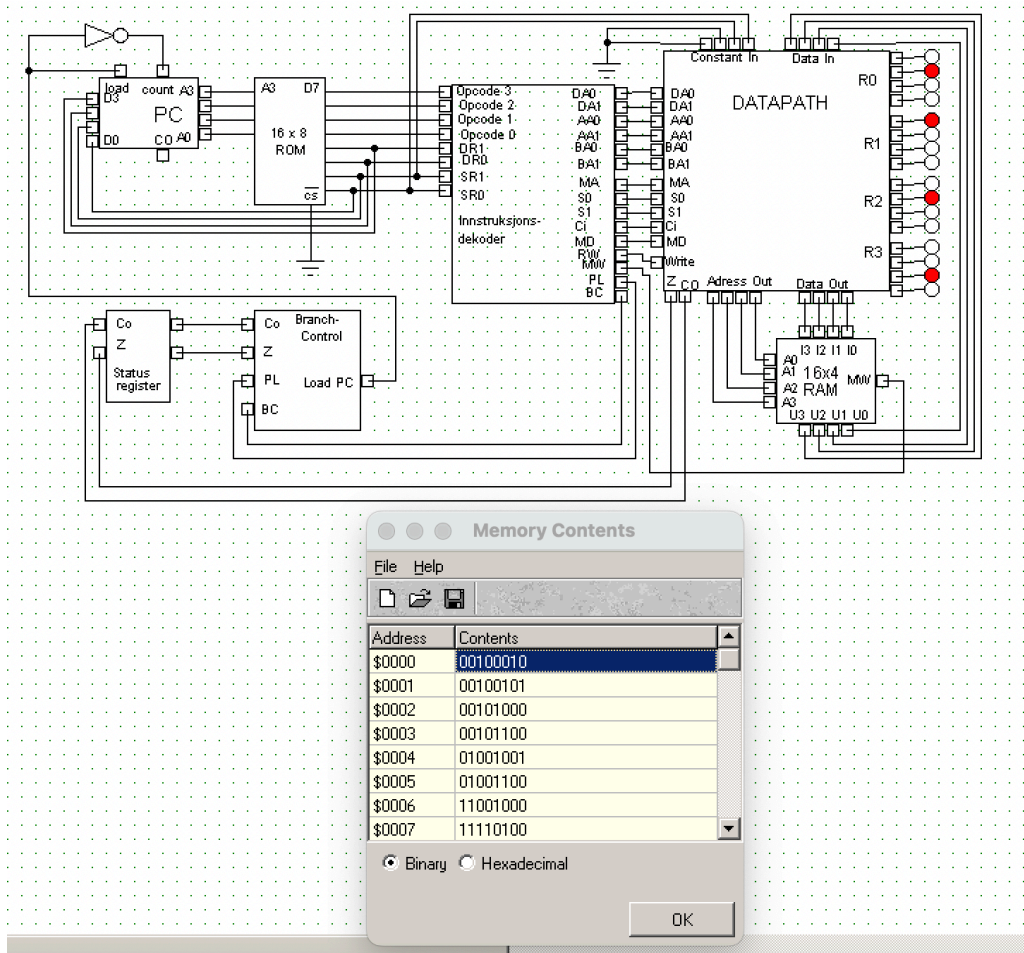 Constant In
Data In
DATAPATH
R0
R1
R2
R3
DA0
DA1
AA0
AA1
BA0
BA1
MA
S0
S1
Ci
MD
Write
Z
CO
Adress Out
Data Out
load
count
A3
D3
PC
D0
CO
A0
A3
D7
16 x 8
ROM
cs
Opcode 3
Opcode 2
Opcode 1
Opcode 0
DR1
DR0
SR1
SR0
Innstruksjons-
dekoder
DA0
DA1
AA0
AA1
BA0
BA1
MA
S0
S1
Ci
MD
RW
MW
PL
BC
Co
Z
Status
register
Co
Branch-
Control
Z
PL
Load PC
BC
I3 I2 I1 I0
A0
A1
16x4
A2
RAM
MW
A3
U3 U2 U1 U0
Memory Contents
File Help
Address Contents
$0000 00100010
$0001 00100101
$0002 00101000
$0003 00101100
$0004 01001001
$0005 01001100
$0006 11001000
$0007 11110100
Binary Hexadecimal
OK